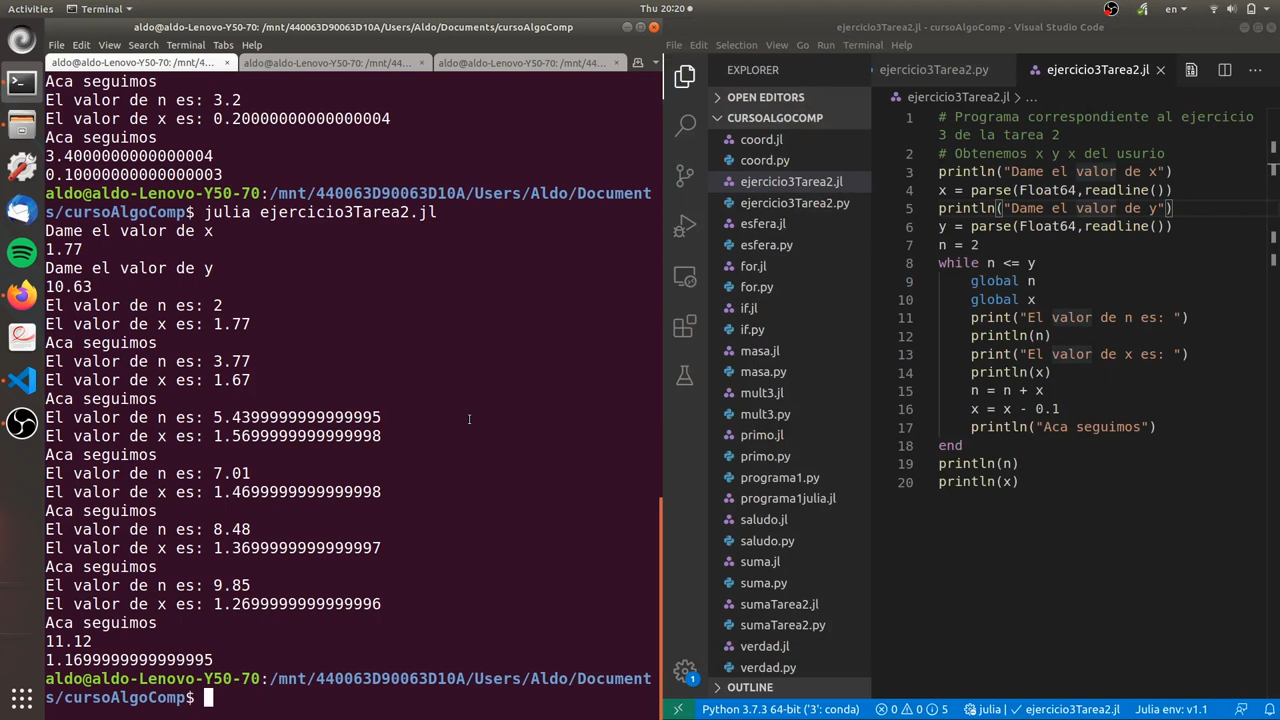 Activities
Terminal
Thu 20:20
en
aldo@aldo-Lenovo-Y50-70: /mnt/440063D90063D10A/Users/Aldo/Documents/cursoAlgoComp
File Edit View Search Terminal Tabs Help
aldo@aldo-Lenovo-Y50-70: /mnt/4...
aldo@aldo-Lenovo-Y50-70: /mnt/44...
aldo@aldo-Lenovo-Y50-70: /mnt/44...
Aca seguimos
El valor de n es: 3.2
El valor de x es: 0.20000000000000004
Aca seguimos
3.4000000000000004
0.10000000000000003
aldo@aldo-Lenovo-Y50-70:/mnt/440063D90063D10A/Users/Aldo/Document
s/cursoAlgoComp$ julia ejercicio3Tarea2.jl
Dame el valor de x
1.77
Dame el valor de y
10.63
El valor de n es: 2
El valor de x es: 1.77
Aca seguimos
El valor de n es: 3.77
El valor de x es: 1.67
Aca seguimos
El valor de n es: 5.4399999999999995
El valor de x es: 1.5699999999999998
Aca seguimos
El valor de n es: 7.01
El valor de x es: 1.4699999999999998
Aca seguimos
El valor de n es: 8.48
El valor de x es: 1.3699999999999997
Aca seguimos
El valor de n es: 9.85
El valor de x es: 1.2699999999999996
Aca seguimos
11.12
1.1699999999999995
aldo@aldo-Lenovo-Y50-70:/mnt/440063D90063D10A/Users/Aldo/Document
s/cursoAlgoComp$
ejercicio3Tarea2.jl - cursoAlgoComp - Visual Studio Code
File Edit Selection View Go Run Terminal Help
EXPLORER
OPEN EDITORS
CURSOALGOCOMP
coord.jl
coord.py
ejercicio3Tarea2.jl
ejercicio3Tarea2.py
esfera.jl
esfera.py
for.jl
for.py
if.jl
if.py
masa.jl
masa.py
mult3.jl
mult3.py
primo.jl
primo.py
programa1.py
programa1julia.jl
saludo.jl
saludo.py
suma.jl
suma.py
sumaTarea2.jl
sumaTarea2.py
verdad.jl
verdad.py
OUTLINE
1
ejercicio3Tarea2.py
ejercicio3Tarea2.jl
ejercicio3Tarea2.jl > ...
1 # Programa correspondiente al ejercicio
3 de la tarea 2
2 # Obtenemos x y x del usurio
3 println("Dame el valor de x")
4 x = parse(Float64,readline())
5 println("Dame el valor de y")
6 y = parse(Float64,readline())
7 n = 2
8 while n <= y
9 global n
10 global x
11 print("El valor de n es: ")
12 println(n)
13 print("El valor de x es: ")
14 println(x)
15 n = n + x
16 x = x - 0.1
17 println("Aca seguimos")
18 end
19 println(n)
20 println(x)
Python 3.7.3 64-bit ('3': conda) 0 0 5 julia ejercicio3Tarea2.jl Julia env: v1.1